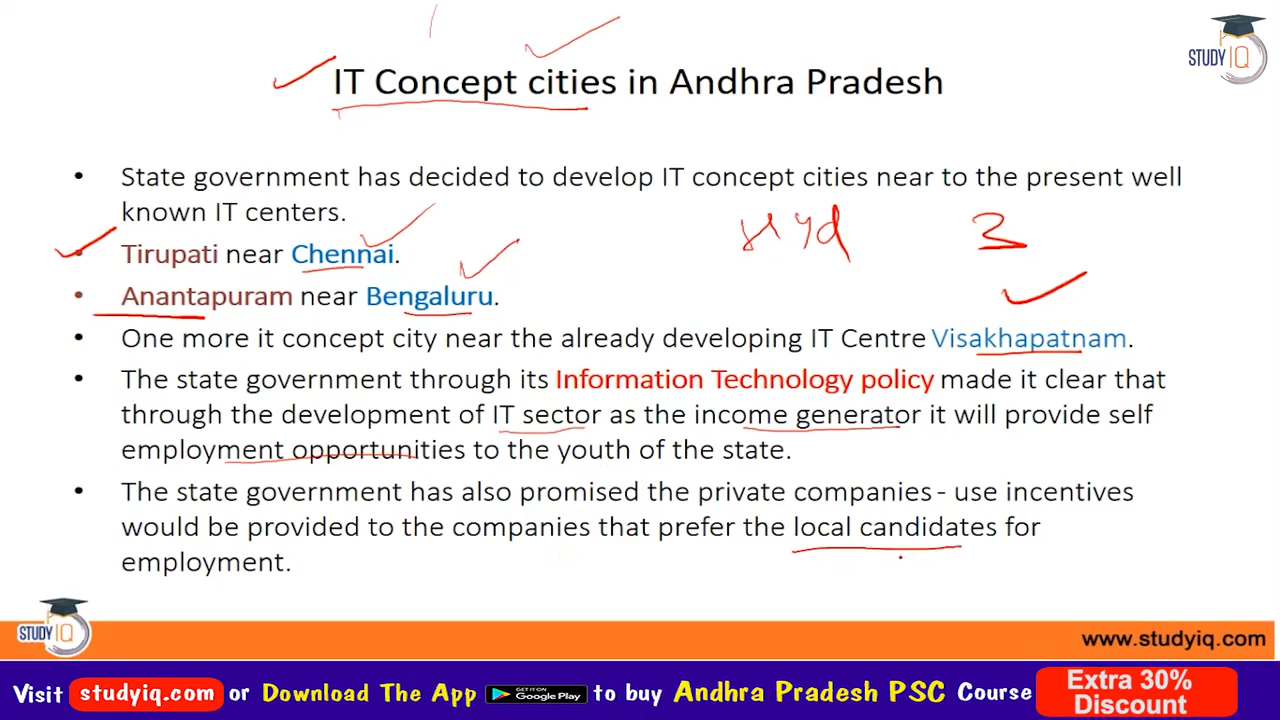 STUDY IQ
IT Concept cities in Andhra Pradesh
• State government has decided to develop IT concept cities near to the present well
known IT centers.
Hyd 3
• Tirupati near Chennai.
• Anantapuram near Bengaluru.
• One more it concept city near the already developing IT Centre Visakhapatnam.
• The state government through its Information Technology policy made it clear that
through the development of IT sector as the income generator it will provide self
employment opportunities to the youth of the state.
• The state government has also promised the private companies - use incentives
would be provided to the companies that prefer the local candidates for
employment.
STUDY IQ
www.studyiq.com
Visit studyiq.com or Download The App GET IT ON Google Play to buy Andhra Pradesh PSC Course Extra 30%
Discount